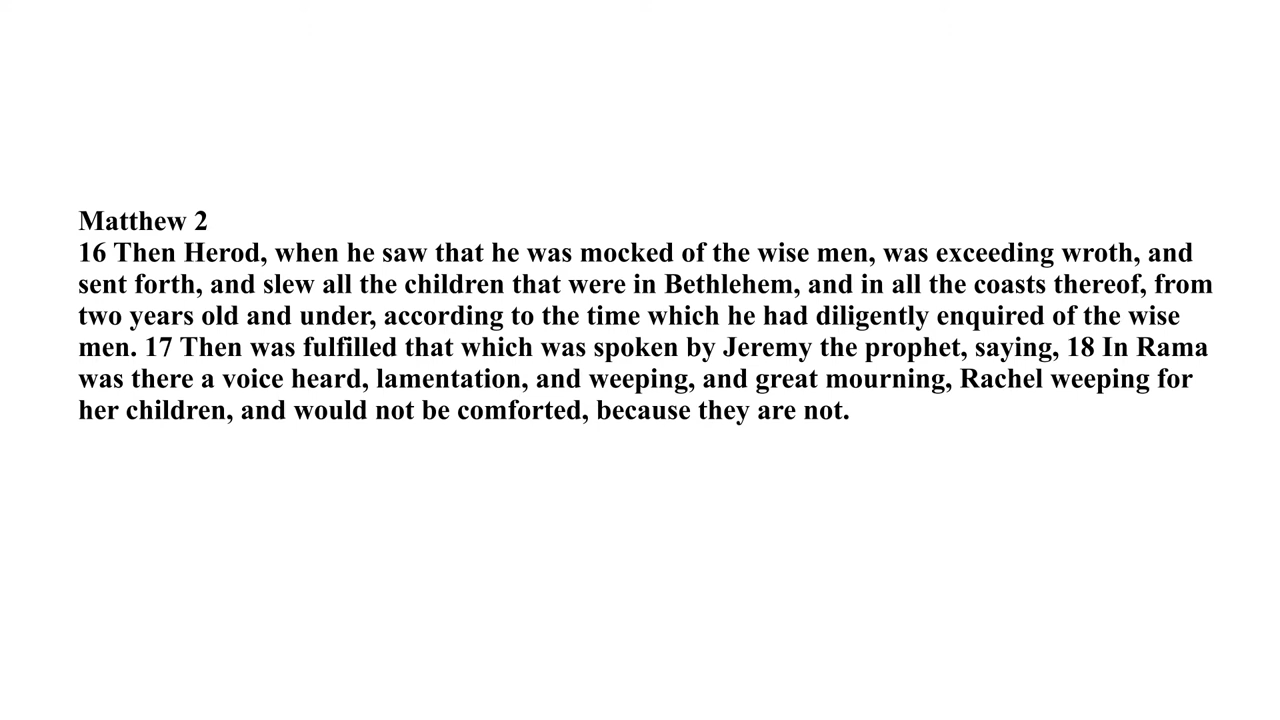 Matthew 2
16 Then Herod, when he saw that he was mocked of the wise men, was exceeding wroth, and
sent forth, and slew all the children that were in Bethlehem, and in all the coasts thereof, from
two years old and under, according to the time which he had diligently enquired of the wise
men. 17 Then was fulfilled that which was spoken by Jeremy the prophet, saying, 18 In Rama
was there a voice heard, lamentation, and weeping, and great mourning, Rachel weeping for
her children, and would not be comforted, because they are not.